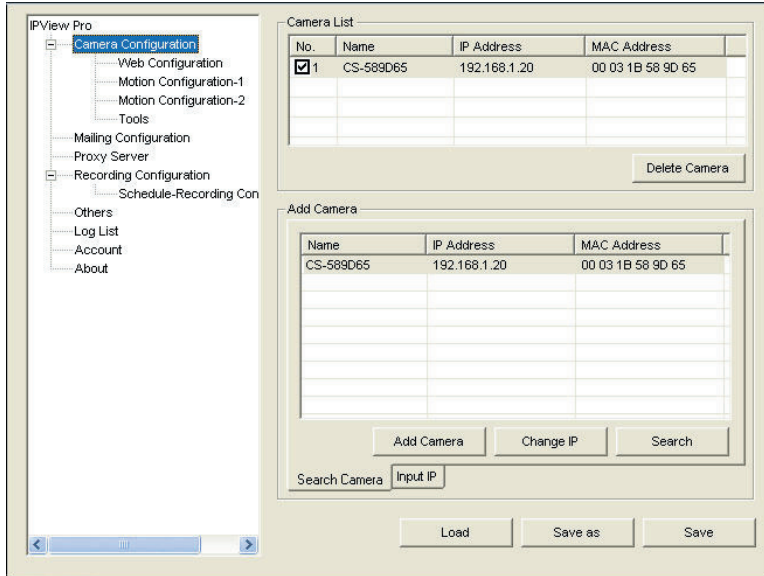 IPView Pro
Camera Configuration
Web Configuration
Motion Configuration-1
Motion Configuration-2
Tools
Mailing Configuration
Proxy Server
Recording Configuration
Schedule-Recording Con
Others
Log List
Account
About
Camera List
No. Name IP Address MAC Address
1 CS-589D65 192.168.1.20 00 03 1B 58 9D 65
Delete Camera
Add Camera
Name IP Address MAC Address
CS-589D65 192.168.1.20 00 03 1B 58 9D 65
Add Camera Change IP Search
Search Camera Input IP
Load Save as Save